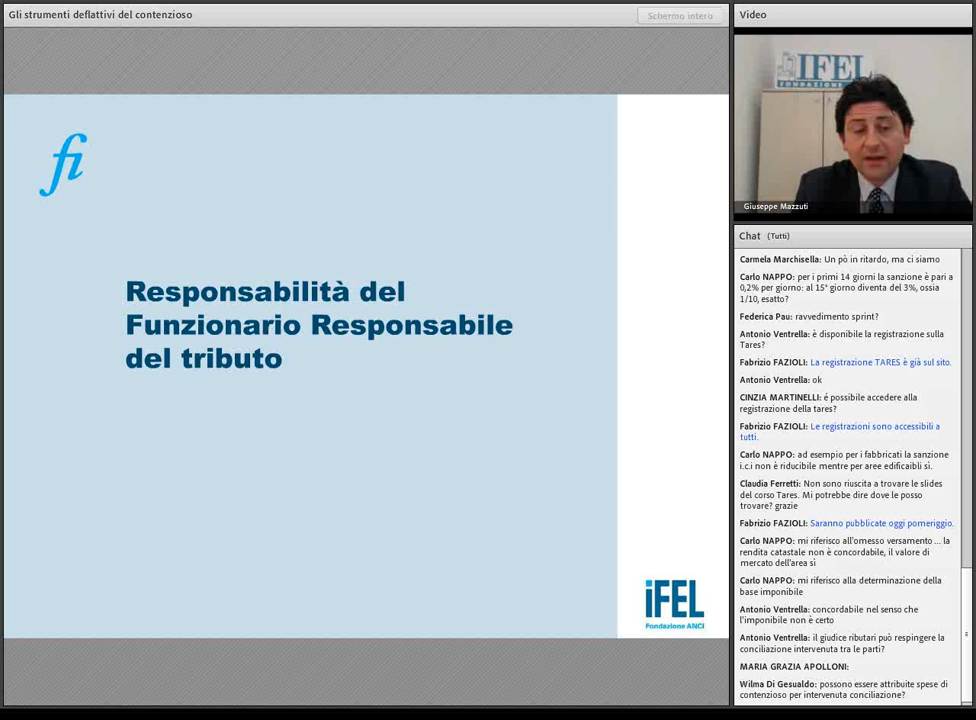 Gli strumenti deflattivi del contenzioso
Schermo intero
fi
Responsabilità del
Funzionario Responsabile
del tributo
iFEL
Fondazione ANCI
Video
IFEL
FONDAZIONE
Giuseppe Mazzuti
Chat (Tutti)
Carmela Marchisella: Un pò in ritardo, ma ci siamo
Carlo NAPPO: per i primi 14 giorni la sanzione è pari a
0,2% per giorno: al 15° giorno diventa del 3%, ossia
1/10, esatto?
Federica Pau: ravvedimento sprint?
Antonio Ventrella: è disponibile la registrazione sulla
Tares?
Fabrizio FAZIOLI: La registrazione TARES è già sul sito.
Antonio Ventrella: ok
CINZIA MARTINELLI: é possibile accedere alla
registrazione della tares?
Fabrizio FAZIOLI: Le registrazioni sono accessibili a
tutti.
Carlo NAPPO: ad esempio per i fabbricati la sanzione
i.c.i non è riducibile mentre per aree edificaibli sì.
Claudia Ferretti: Non sono riuscita a trovare le slides
del corso Tares. Mi potrebbe dire dove le posso
trovare? grazie
Fabrizio FAZIOLI: Saranno pubblicate oggi pomeriggio.
Carlo NAPPO: mi riferisco all'omesso versamento ... la
rendita catastale non è concordabile, il valore di
mercato dell'area sì
Carlo NAPPO: mi riferisco alla determinazione della
base imponibile
Antonio Ventrella: concordabile nel senso che
l'imponibile non è certo
Antonio Ventrella: il giudice ributari può respingere la
conciliazione intervenuta tra le parti?
MARIA GRAZIA APOLLONI:
Wilma Di Gesualdo: possono essere attribuite spese di
contenzioso per intervenuta conciliazione?